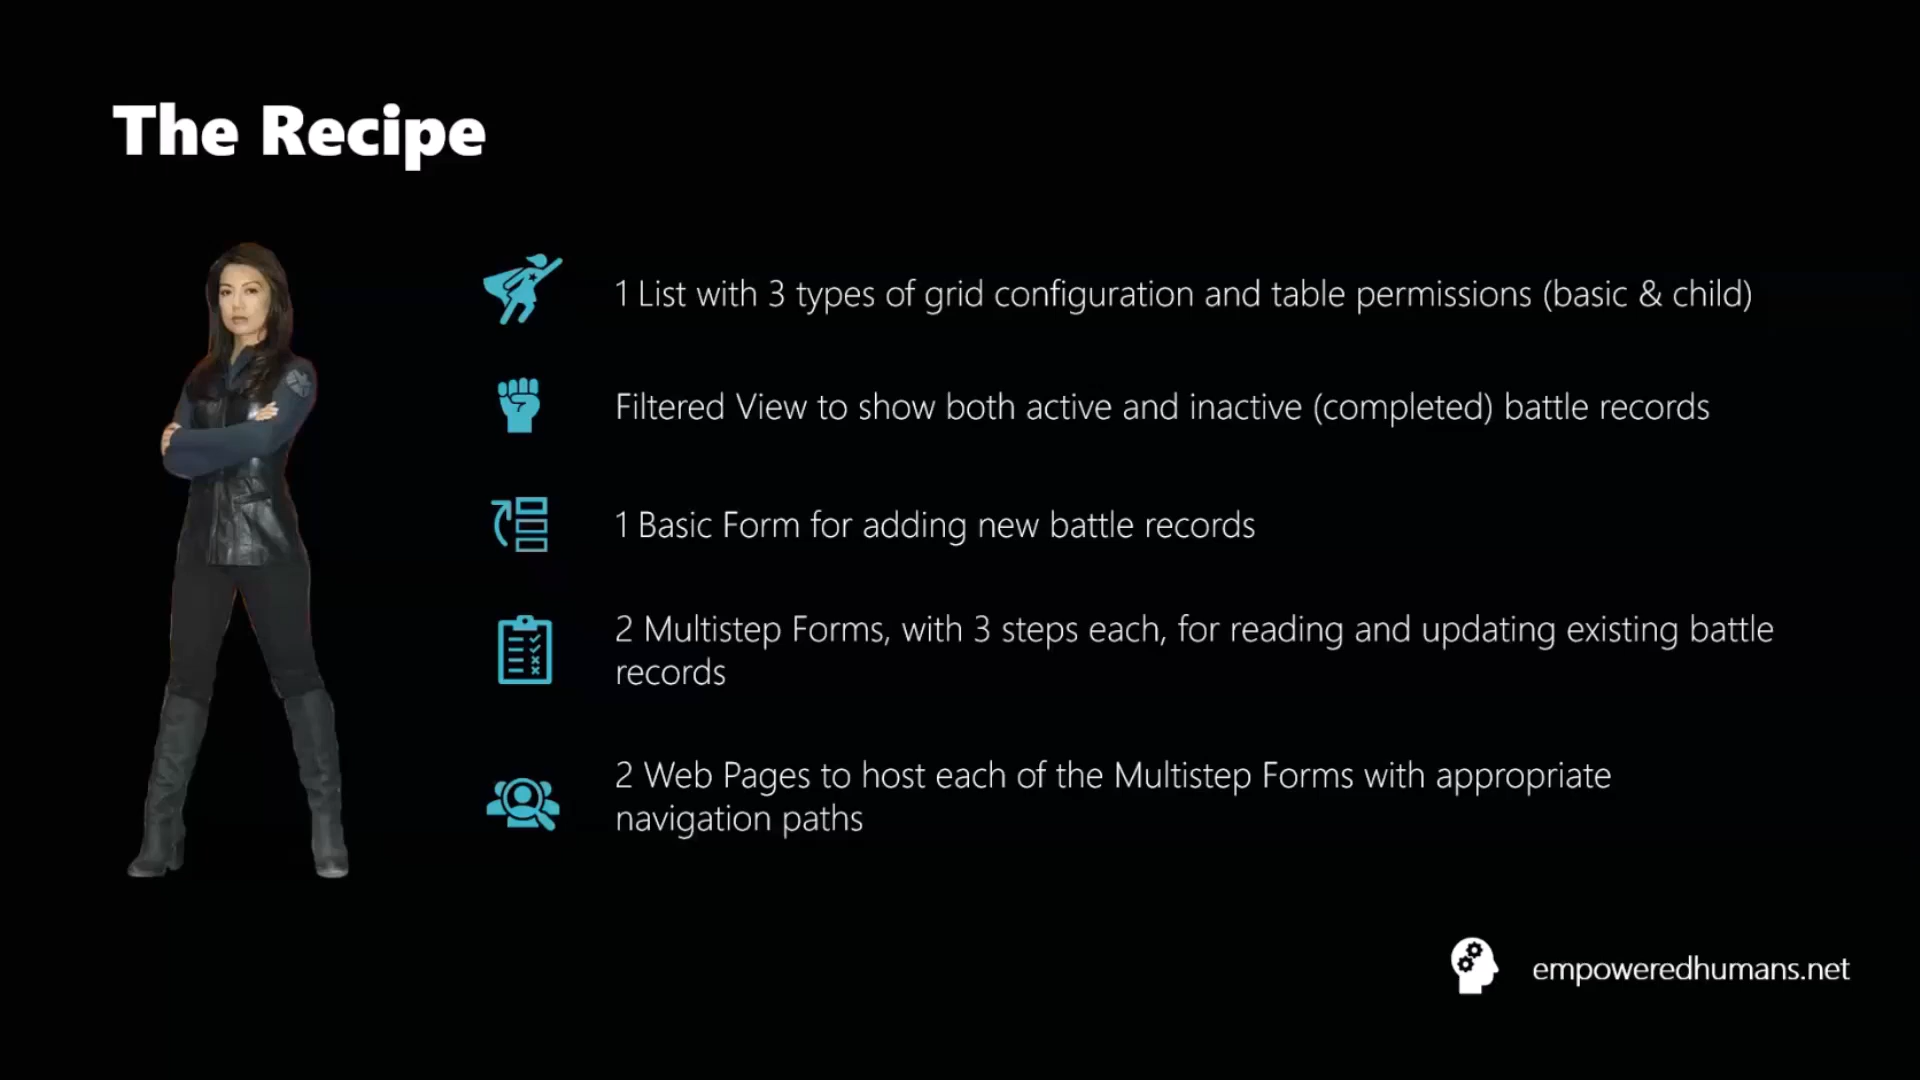 The Recipe
1 List with 3 types of grid configuration and table permissions (basic & child)
Filtered View to show both active and inactive (completed) battle records
1 Basic Form for adding new battle records
2 Multistep Forms, with 3 steps each, for reading and updating existing battle
records
2 Web Pages to host each of the Multistep Forms with appropriate
navigation paths
empoweredhumans.net